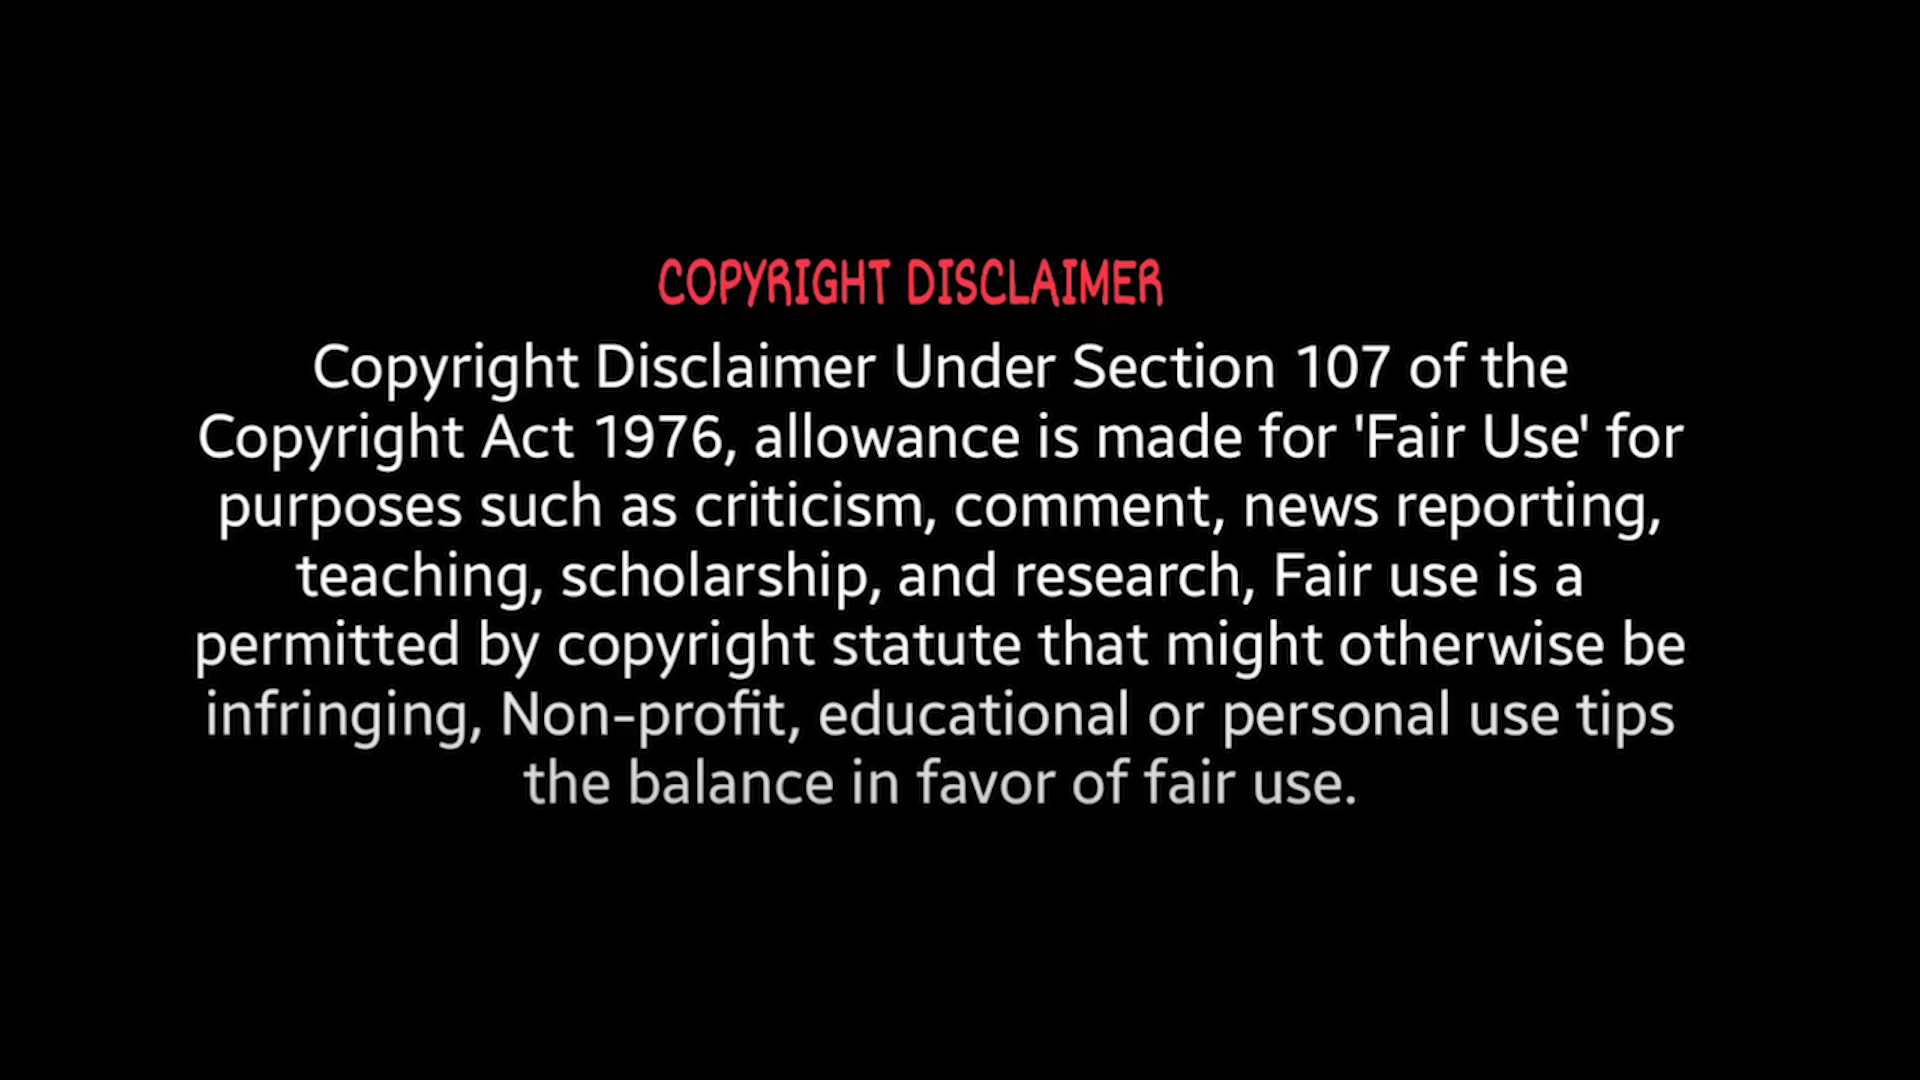 COPYRIGHT DISCLAIMER
Copyright Disclaimer Under Section 107 of the
Copyright Act 1976, allowance is made for 'Fair Use' for
purposes such as criticism, comment, news reporting,
teaching, scholarship, and research, Fair use is a
permitted by copyright statute that might otherwise be
infringing, Non-profit, educational or personal use tips
the balance in favor of fair use.